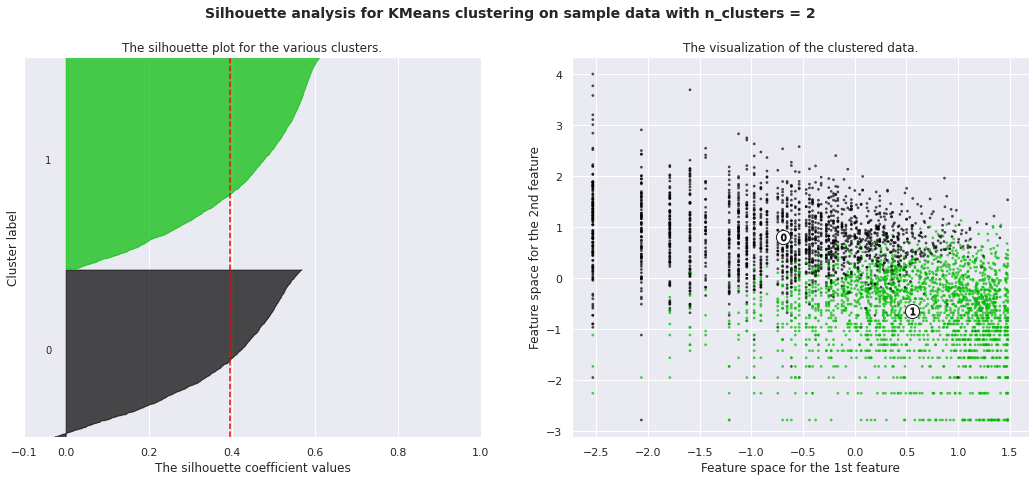 Silhouette analysis for KMeans clustering on sample data with n_clusters = 2
The silhouette plot for the various clusters.
Cluster label
1
0
−0.1 0.0 0.2 0.4 0.6 0.8 1.0
The silhouette coefficient values
The visualization of the clustered data.
Feature space for the 2nd feature
4
3
2
1
0
−1
−2
−3
0
1
−2.5 −2.0 −1.5 −1.0 −0.5 0.0 0.5 1.0 1.5
Feature space for the 1st feature